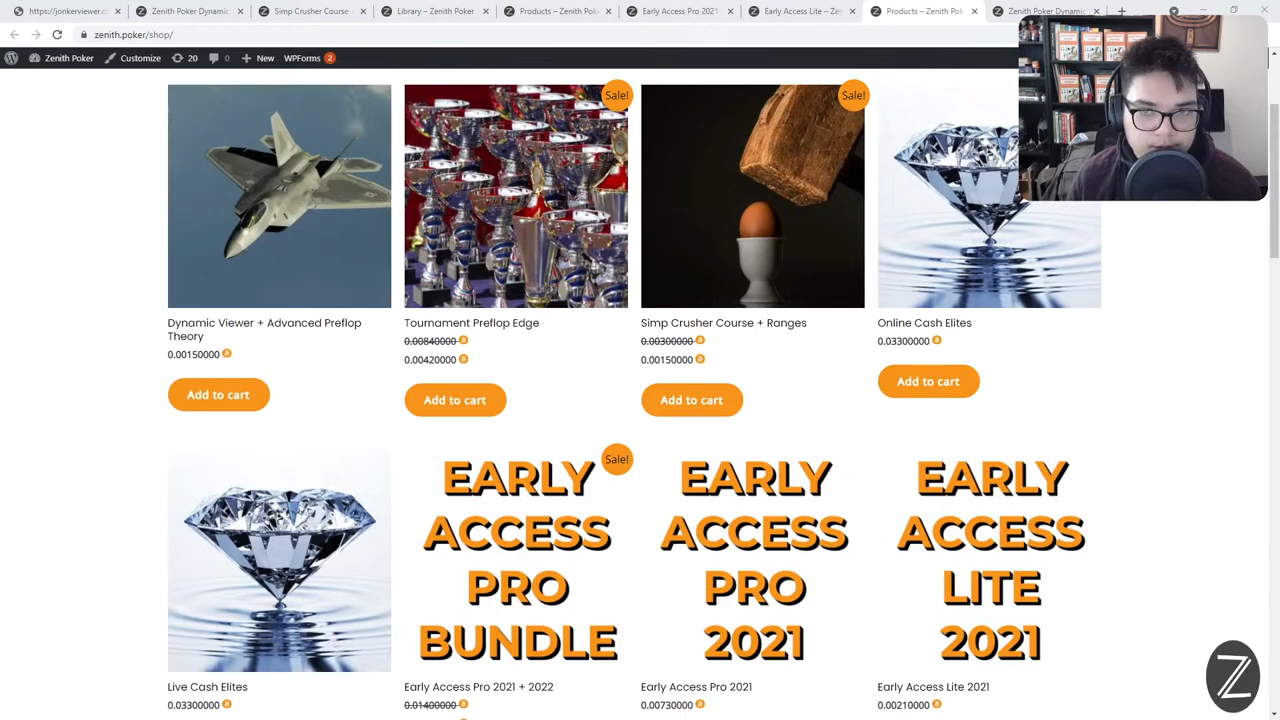 https://jonkerviewer.c
Zenith Poker Dynamic
Simp Crusher Course -
Library – Zenith Poker
Products – Zenith Pok
Early Access Pro 2021
Early Access Lite – Ze
Products – Zenith Pok
Zenith Poker Dynamic
zenith.poker/shop/
Zenith Poker
Customize
20
0
New
WPForms 2
Sale!
Sale!
Dynamic Viewer + Advanced Preflop
Theory
0.00150000
Add to cart
Tournament Preflop Edge
0.00840000
0.00420000
Add to cart
Simp Crusher Course + Ranges
0.00300000
0.00150000
Add to cart
Online Cash Elites
0.03300000
Add to cart
Live Cash Elites
0.03300000
Sale!
EARLY
ACCESS
PRO
BUNDLE
Early Access Pro 2021 + 2022
0.01400000
EARLY
ACCESS
PRO
2021
Early Access Pro 2021
0.00730000
EARLY
ACCESS
LITE
2021
Early Access Lite 2021
0.00210000
Z